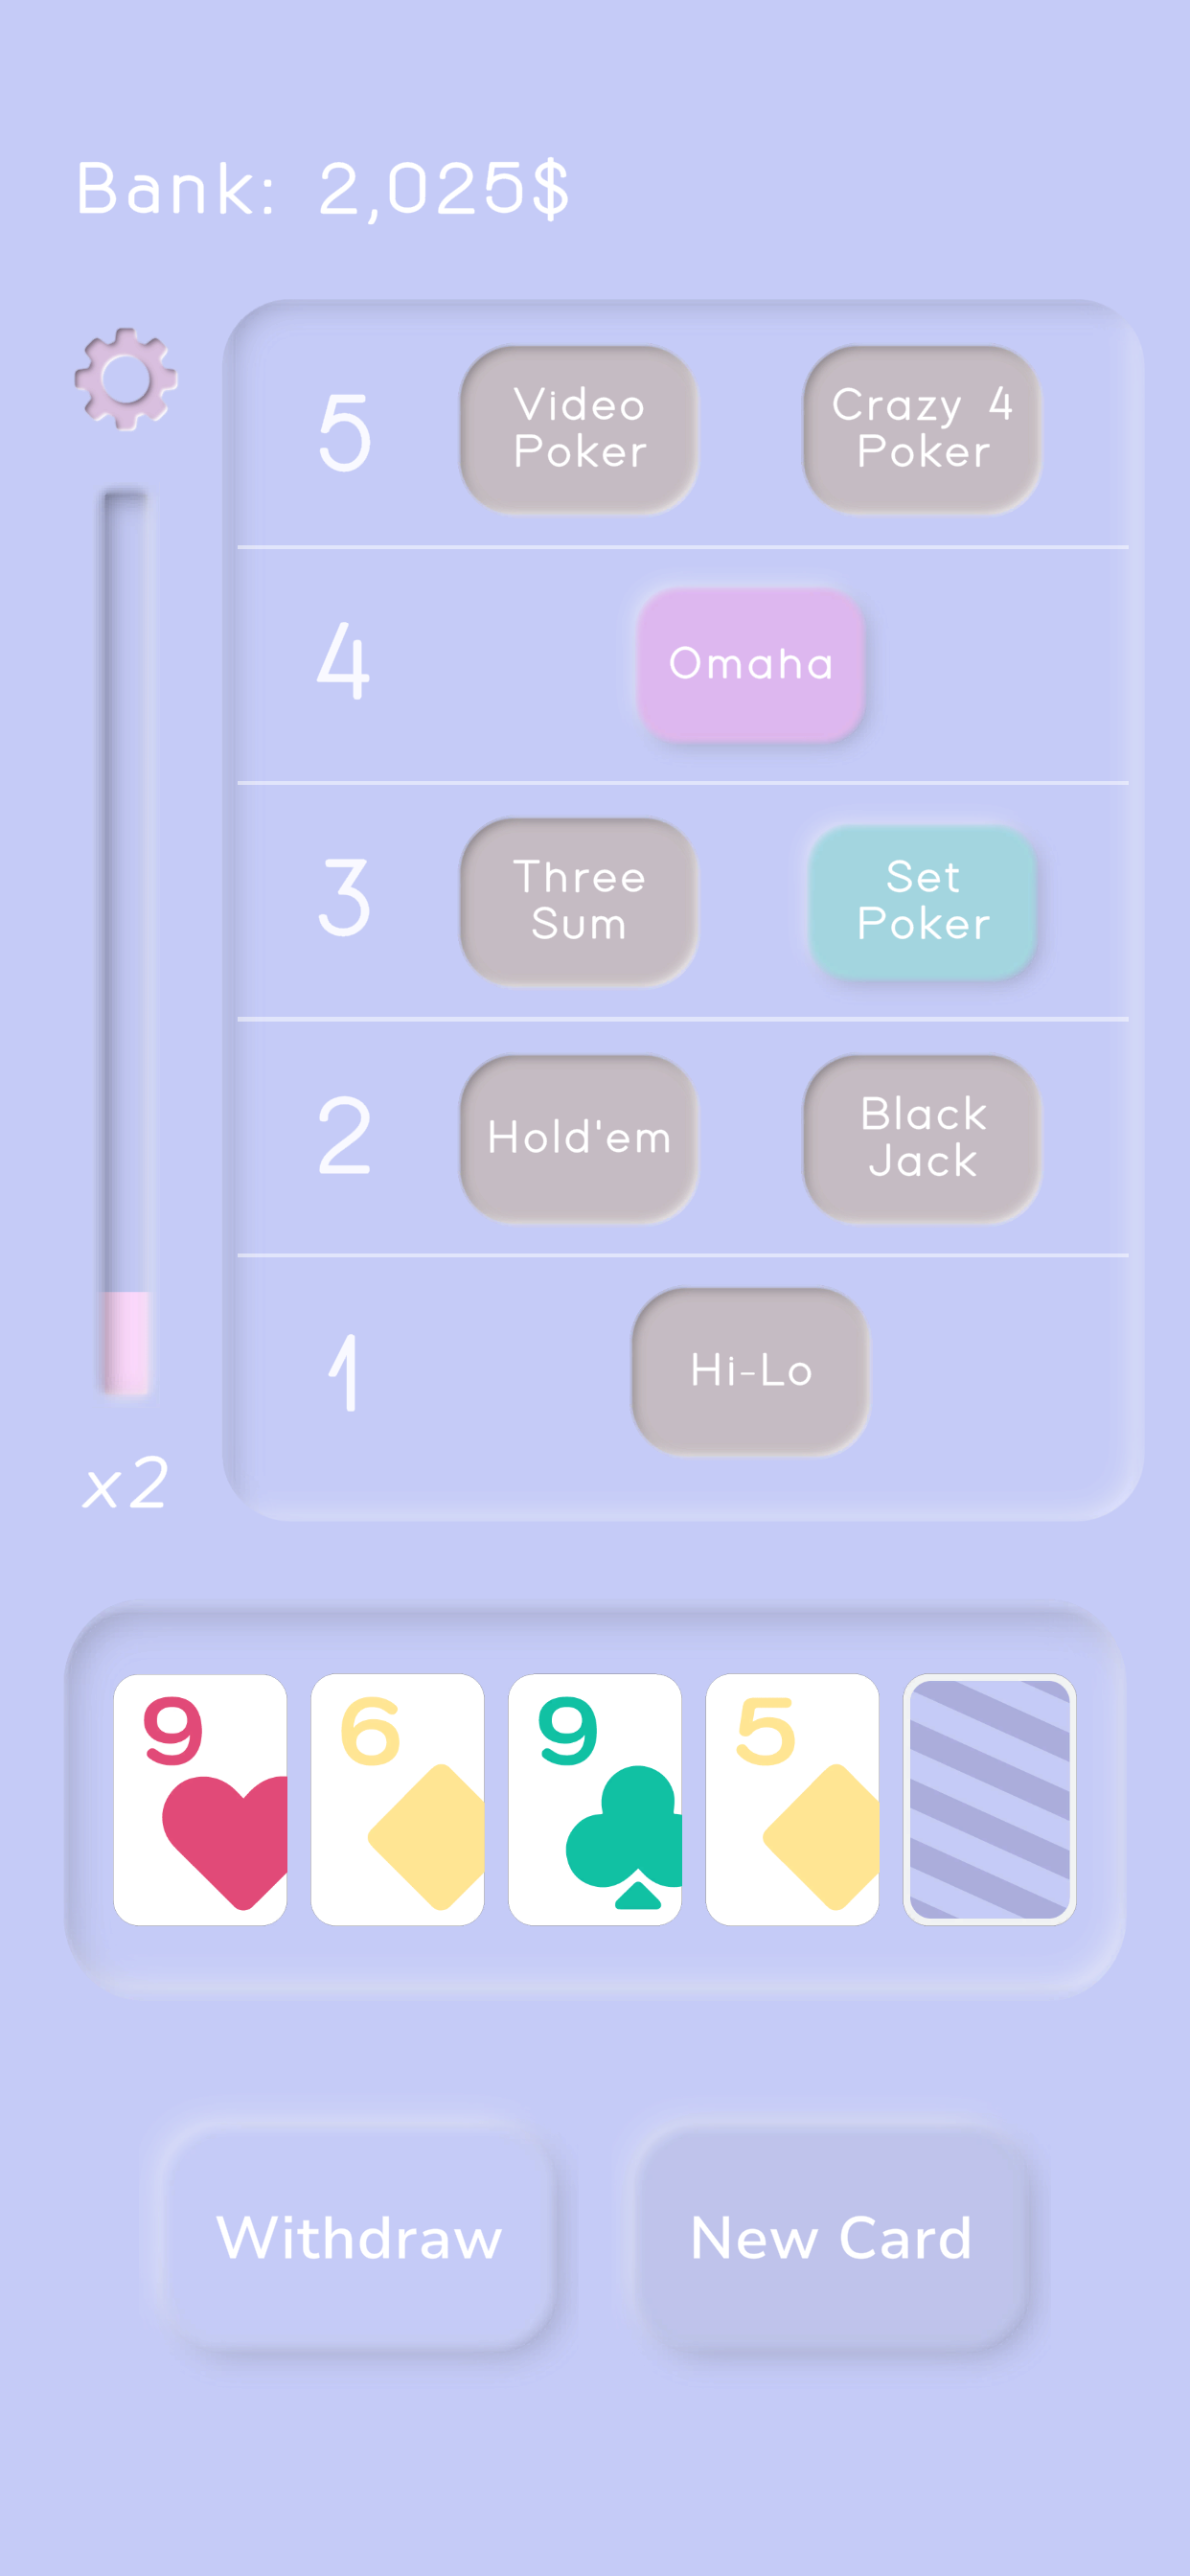 Bank: 2,025$
5
Video
Poker
Crazy 4
Poker
4
Omaha
3
Three
Sum
Set
Poker
2
Hold'em
Black
Jack
1
Hi-Lo
x2
9
6
9
5
Withdraw
New Card